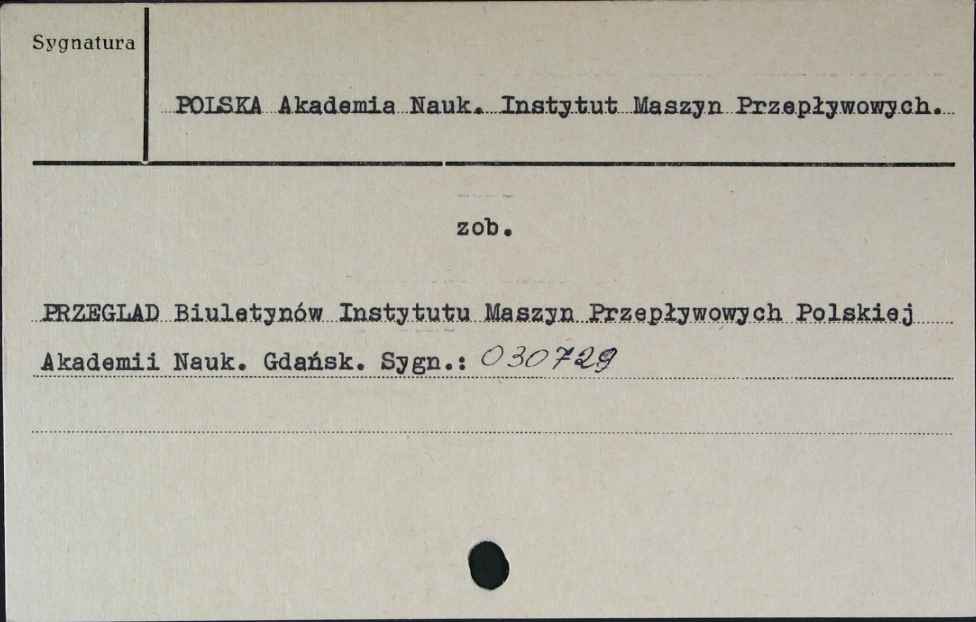 Sygnatura
POLSKA Akademia Nauk. Instytut Maszyn Przepływowych.
zob.
PRZEGLAD Biuletynów Instytutu Maszyn Przepływowych Polskiej
Akademii Nauk. Gdańsk. Sygn.: 030729